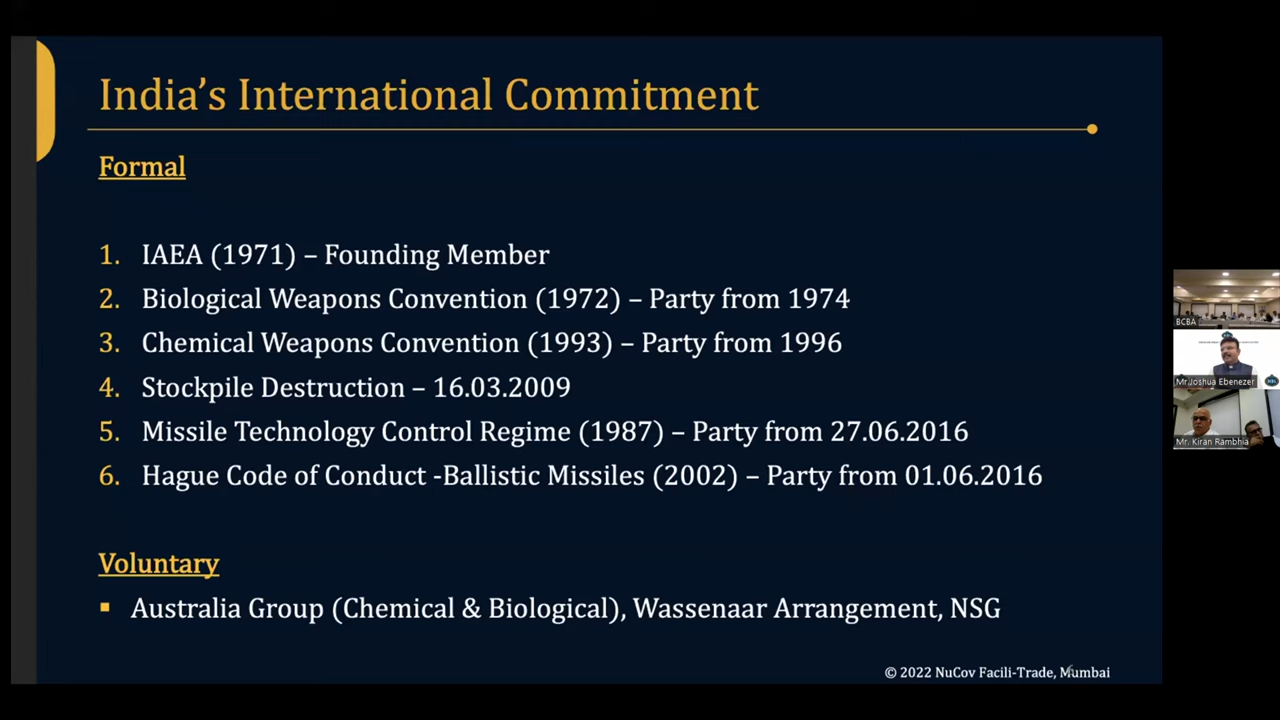 India’s International Commitment
Formal
1. IAEA (1971) – Founding Member
2. Biological Weapons Convention (1972) – Party from 1974
3. Chemical Weapons Convention (1993) – Party from 1996
4. Stockpile Destruction – 16.03.2009
5. Missile Technology Control Regime (1987) – Party from 27.06.2016
6. Hague Code of Conduct -Ballistic Missiles (2002) – Party from 01.06.2016
Voluntary
▪ Australia Group (Chemical & Biological), Wassenaar Arrangement, NSG
© 2022 NuCov Facili-Trade, Mumbai
BCBA
Mr.Joshua Ebenezer
Mr. Kiran Rambhia